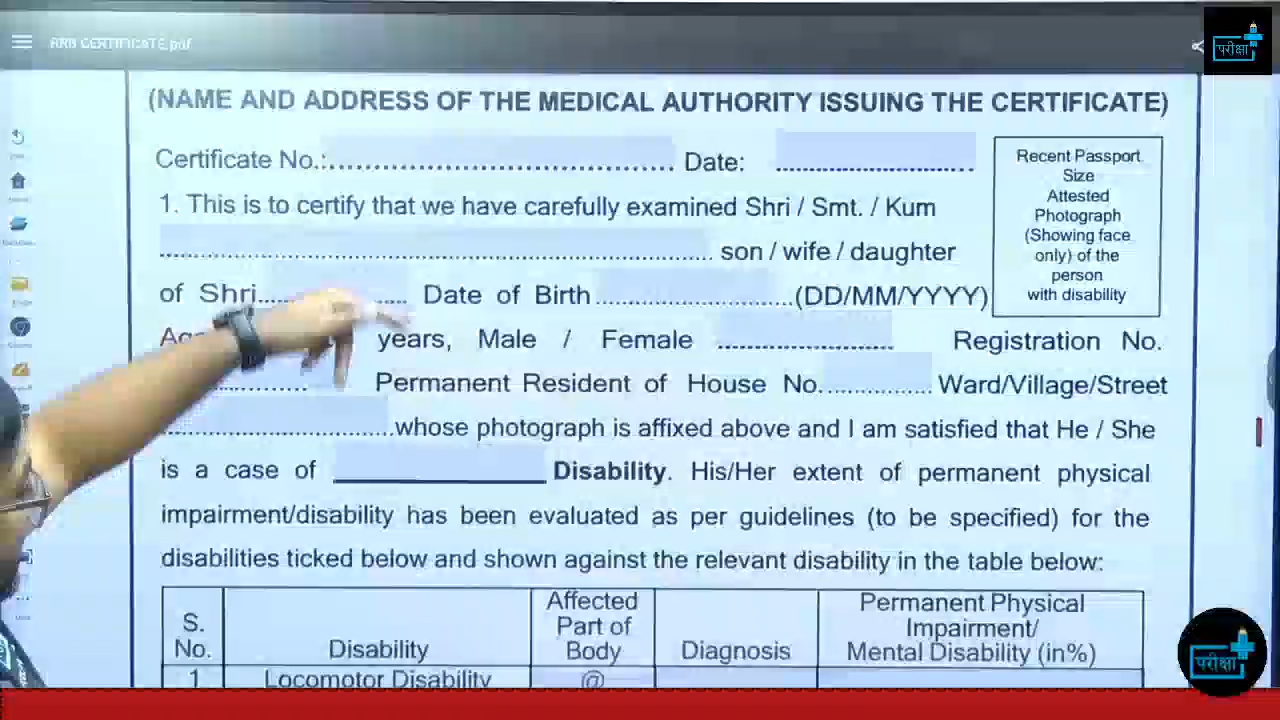 RRB CERTIFICATE.pdf
परीक्षा
(NAME AND ADDRESS OF THE MEDICAL AUTHORITY ISSUING THE CERTIFICATE)
Certificate No.:.................................................. Date: ............................
Recent Passport
Size
Attested
Photograph
(Showing face
only) of the
person
with disability
1. This is to certify that we have carefully examined Shri / Smt. / Kum
.................................................................................. son / wife / daughter
of Shri..... ..... Date of Birth.............................(DD/MM/YYYY)
years, Male / Female .......................... Registration No.
............. Permanent Resident of House No................. Ward/Village/Street
..................................whose photograph is affixed above and I am satisfied that He / She
is a case of ________________ Disability. His/Her extent of permanent physical
impairment/disability has been evaluated as per guidelines (to be specified) for the
disabilities ticked below and shown against the relevant disability in the table below:
S. No. Disability Affected Part of Body Diagnosis Permanent Physical Impairment/ Mental Disability (in%)
1 Locomotor Disability @
परीक्षा